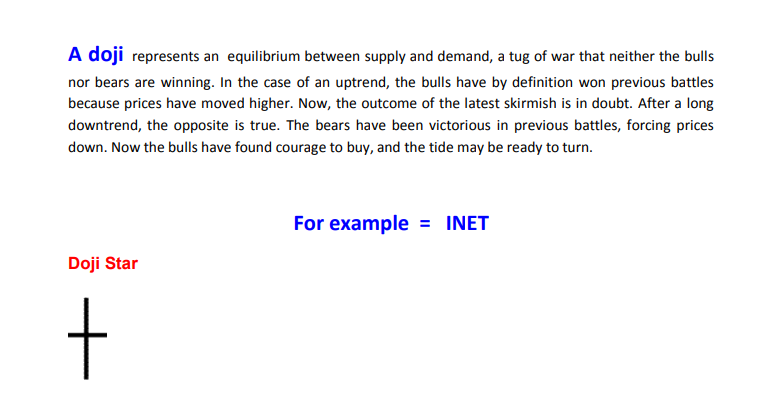 A doji represents an equilibrium between supply and demand, a tug of war that neither the bulls
nor bears are winning. In the case of an uptrend, the bulls have by definition won previous battles
because prices have moved higher. Now, the outcome of the latest skirmish is in doubt. After a long
downtrend, the opposite is true. The bears have been victorious in previous battles, forcing prices
down. Now the bulls have found courage to buy, and the tide may be ready to turn.
For example = INET
Doji Star